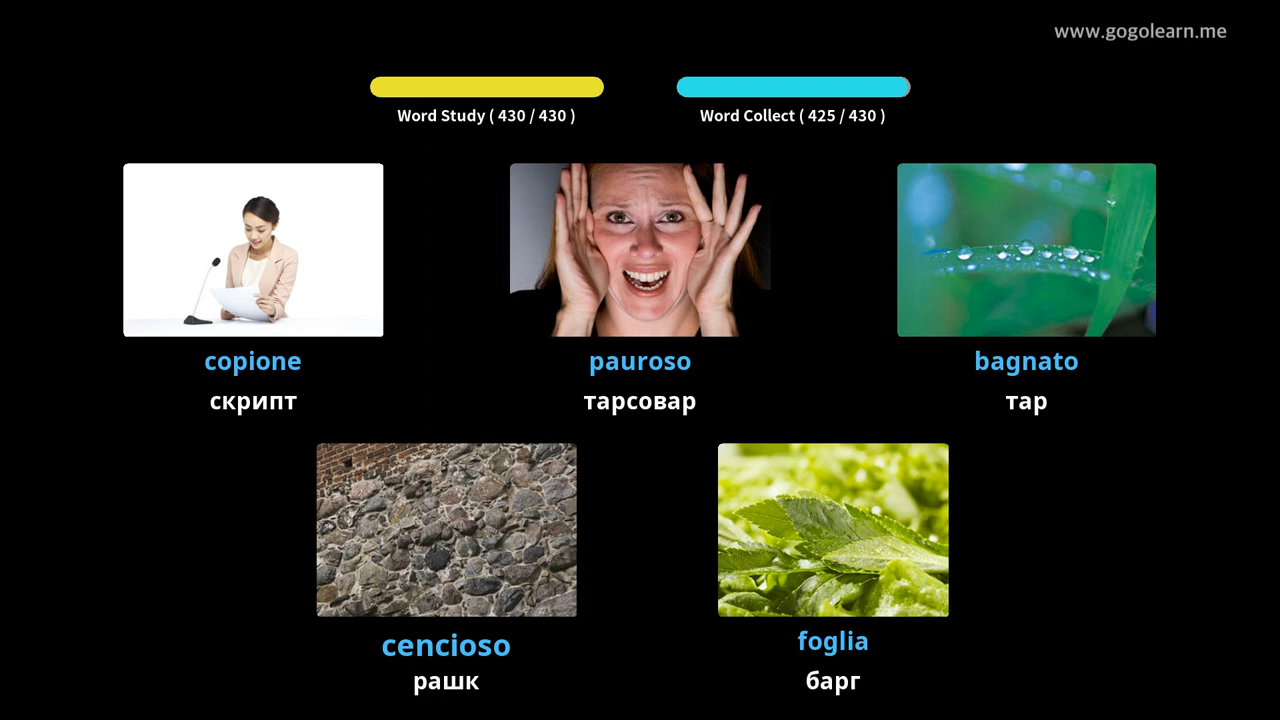 www.gogolearn.me
Word Study ( 430 / 430 )
Word Collect ( 425 / 430 )
copione
pauroso
bagnato
скрипт
тарсовар
тар
cencioso
foglia
рашк
барг